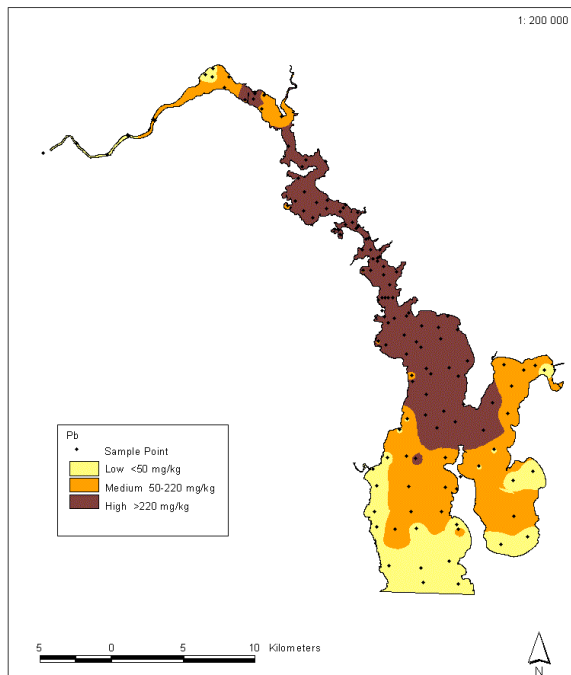 1: 200 000
Pb
Sample Point
Low <50 mg/kg
Medium 50-220 mg/kg
High >220 mg/kg
5 0 5 10 Kilometers
N